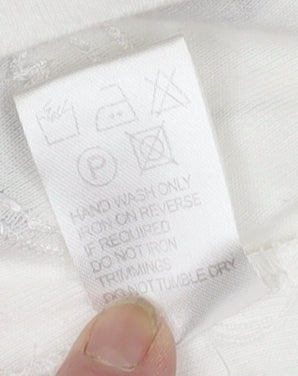 P
HAND WASH ONLY
IRON ON REVERSE
IF REQUIRED
DO NOT IRON
TRIMMINGS
DO NOT TUMBLE DRY